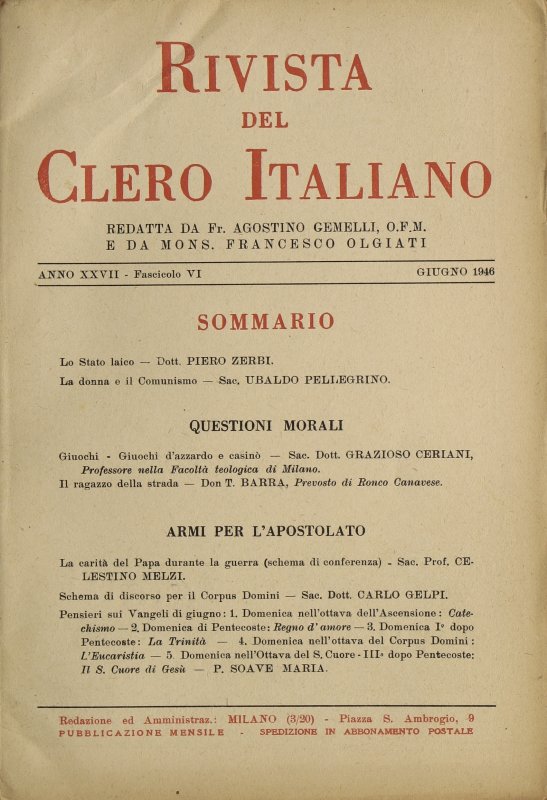 RIVISTA
DEL
CLERO ITALIANO
REDATTA DA Fr. AGOSTINO GEMELLI, O.F.M.
E DA MONS. FRANCESCO OLGIATI
ANNO XXVII - Fascicolo VI GIUGNO 1946
SOMMARIO
Lo Stato laico — Dott. PIERO ZERBI.
La donna e il Comunismo — Sac. UBALDO PELLEGRINO.
QUESTIONI MORALI
Giuochi - Giuochi d'azzardo e casinò — Sac. Dott. GRAZIOSO CERIANI,
Professore nella Facoltà teologica di Milano.
Il ragazzo della strada — Don T. BARRA, Prevosto di Ronco Canavese.
ARMI PER L'APOSTOLATO
La carità del Papa durante la guerra (schema di conferenza) - Sac. Prof. CE-
LESTINO MELZI.
Schema di discorso per il Corpus Domini — Sac. Dott. CARLO GELPI.
Pensieri sui Vangeli di giugno: 1. Domenica nell'ottava dell'Ascensione: Cate-
chismo — 2. Domenica di Pentecoste: Regno d'amore — 3. Domenica Iª dopo
Pentecoste: La Trinità — 4. Domenica nell'ottava del Corpus Domini:
L'Eucaristia — 5. Domenica nell'Ottava del S. Cuore - IIIª dopo Pentecoste:
Il S. Cuore di Gesù — P. SOAVE MARIA.
Redazione ed Amministraz.: MILANO (3/20) - Piazza S. Ambrogio, 9
PUBBLICAZIONE MENSILE - SPEDIZIONE IN ABBONAMENTO POSTALE